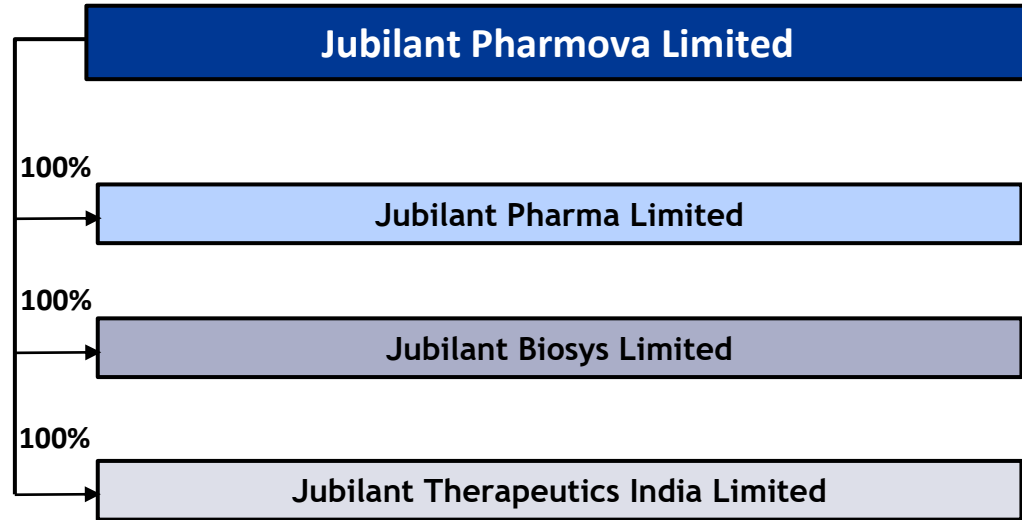 Jubilant Pharmova Limited
100%
Jubilant Pharma Limited
100%
Jubilant Biosys Limited
100%
Jubilant Therapeutics India Limited